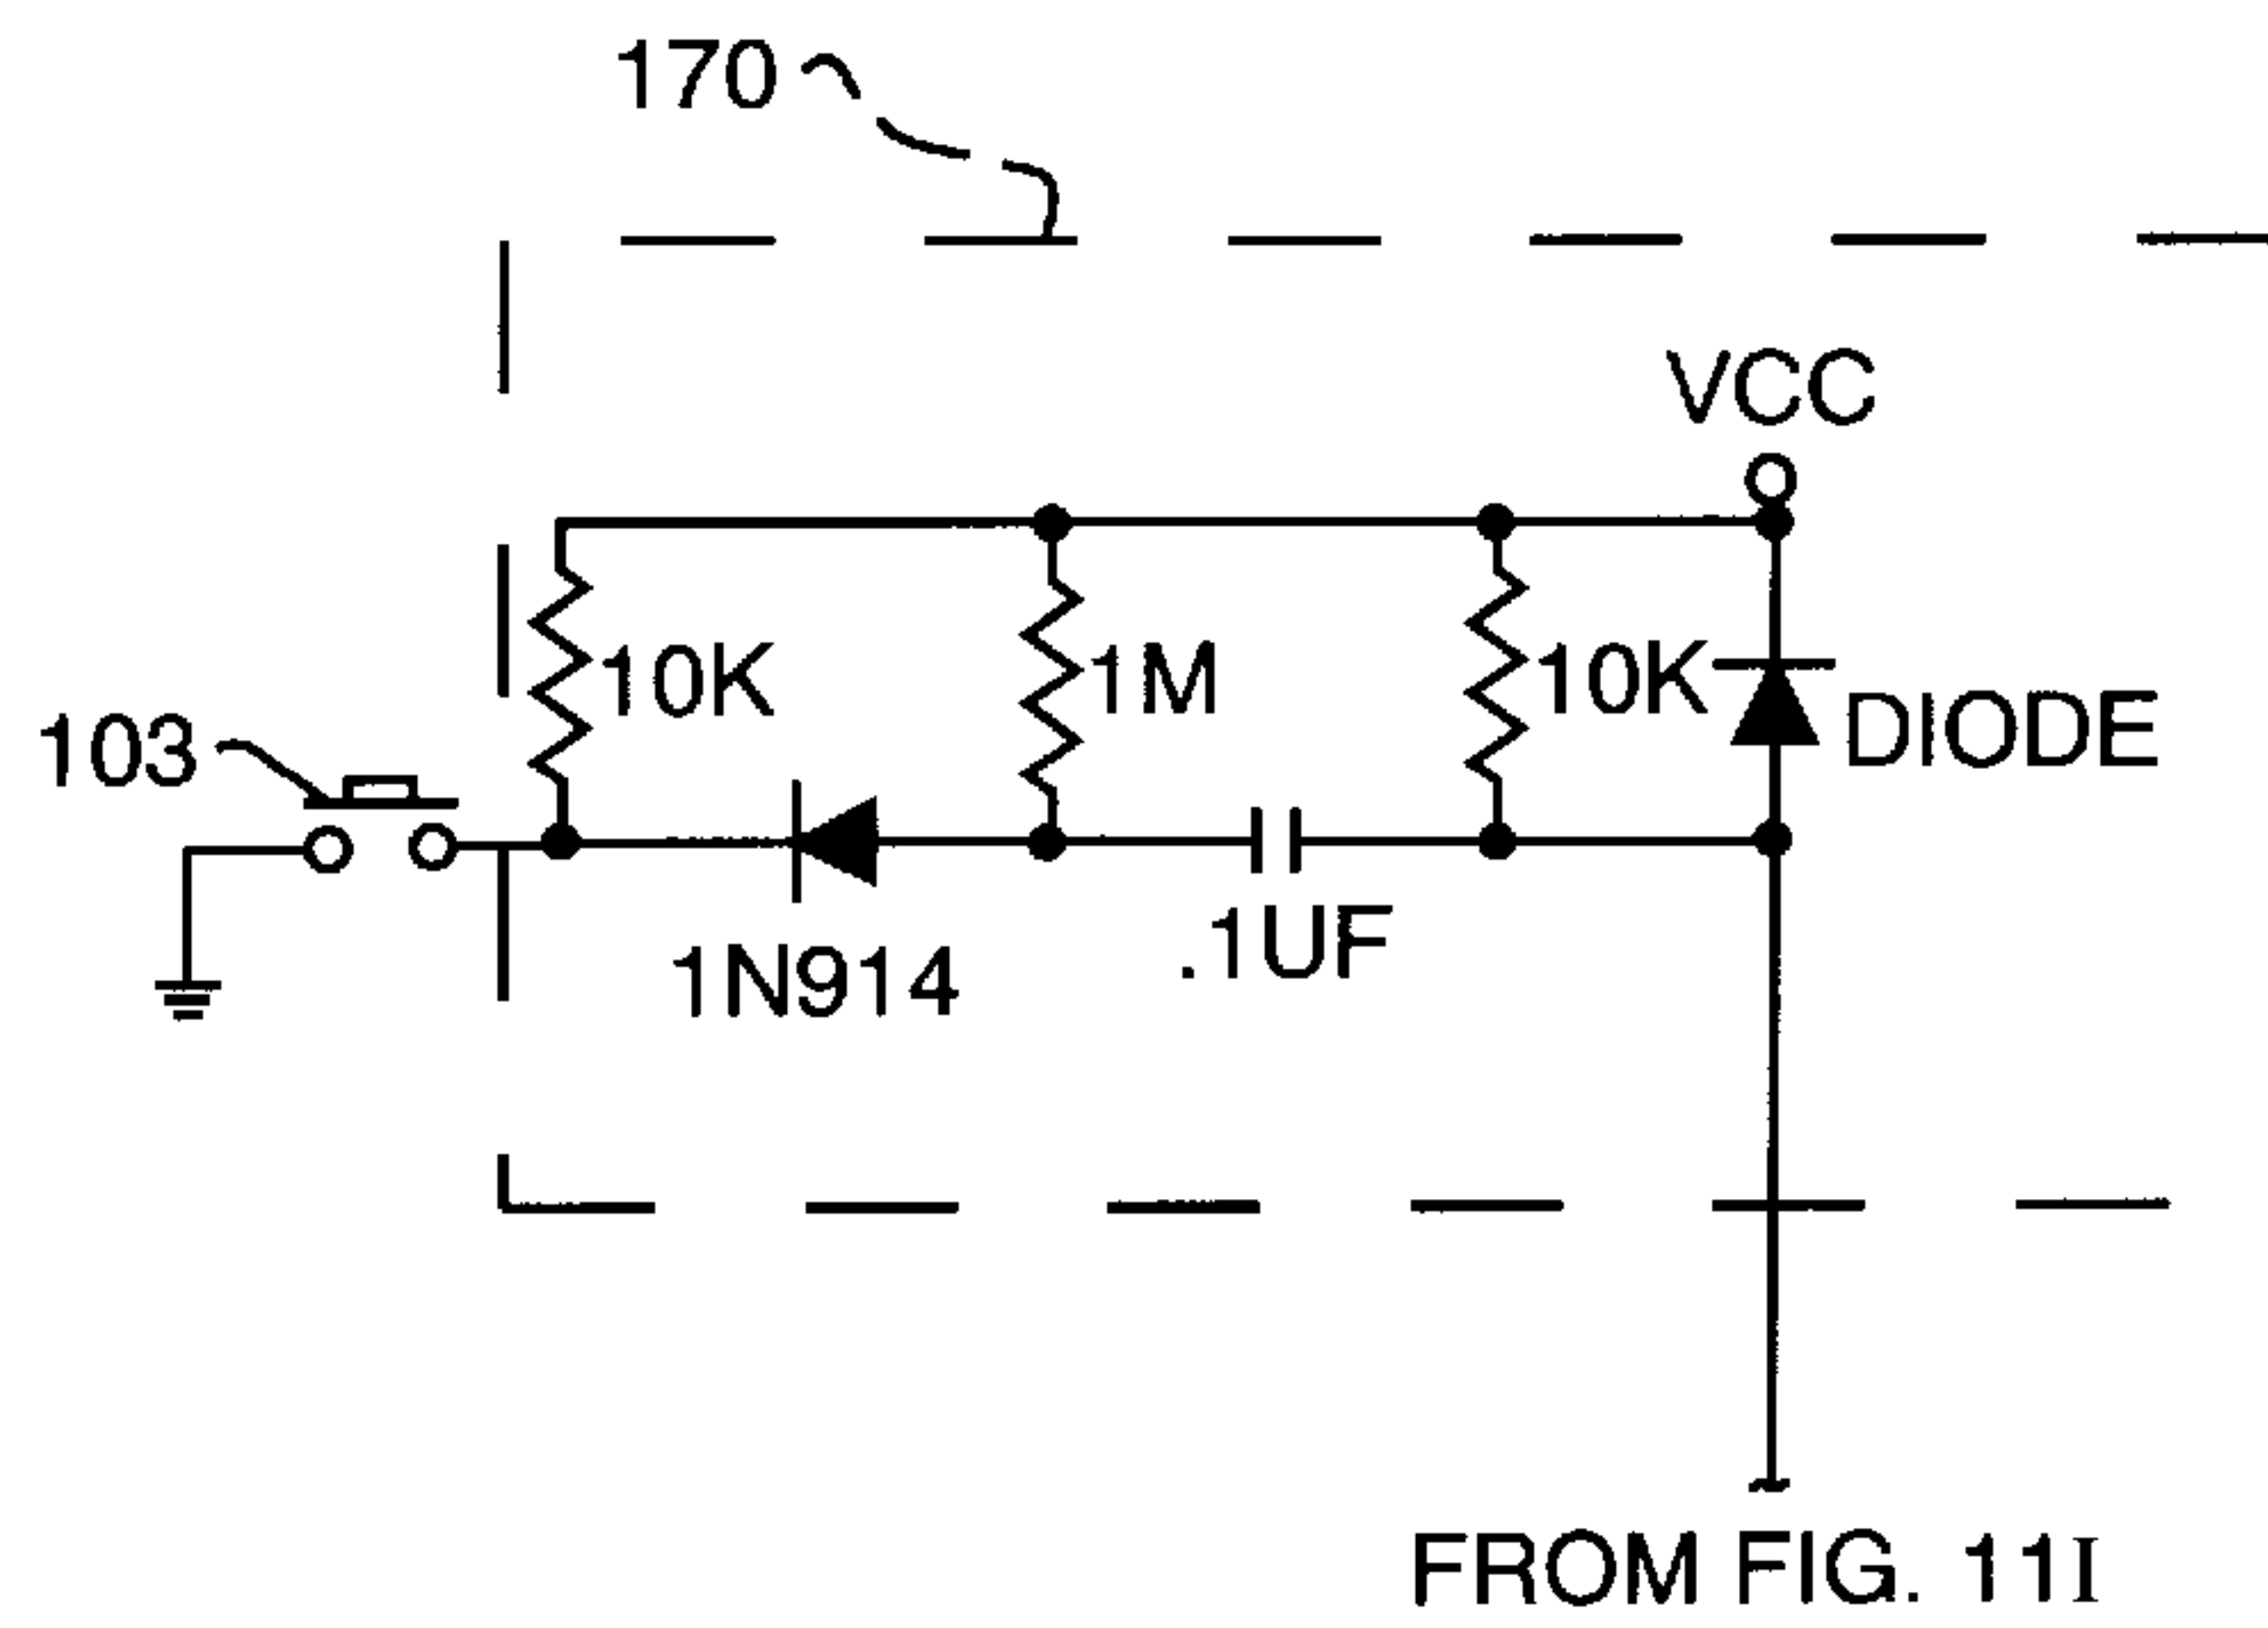 170
VCC
10K
1M
10K
DIODE
103
1N914
.1UF
FROM FIG. 11I